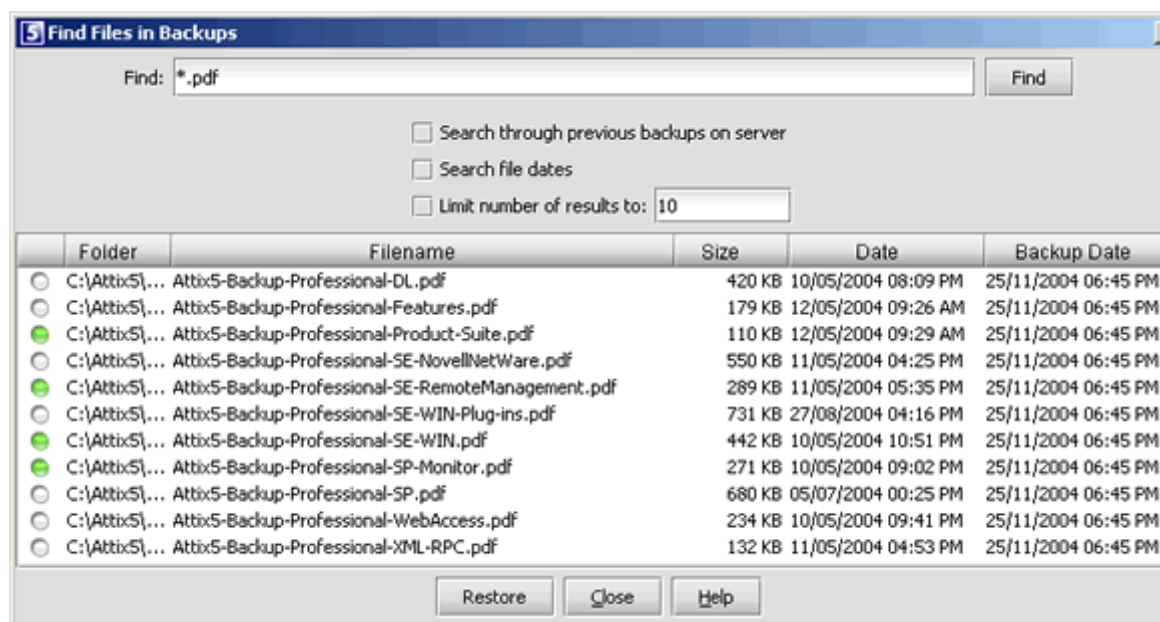 5 Find Files in Backups
Find: *.pdf Find
Search through previous backups on server
Search file dates
Limit number of results to: 10
Folder Filename Size Date Backup Date
C:\Attix5\... Attix5-Backup-Professional-DL.pdf 420 KB 10/05/2004 08:09 PM 25/11/2004 06:45 PM
C:\Attix5\... Attix5-Backup-Professional-Features.pdf 179 KB 12/05/2004 09:26 AM 25/11/2004 06:45 PM
C:\Attix5\... Attix5-Backup-Professional-Product-Suite.pdf 110 KB 12/05/2004 09:29 AM 25/11/2004 06:45 PM
C:\Attix5\... Attix5-Backup-Professional-SE-NovellNetWare.pdf 550 KB 11/05/2004 04:25 PM 25/11/2004 06:45 PM
C:\Attix5\... Attix5-Backup-Professional-SE-RemoteManagement.pdf 289 KB 11/05/2004 05:35 PM 25/11/2004 06:45 PM
C:\Attix5\... Attix5-Backup-Professional-SE-WIN-Plug-ins.pdf 731 KB 27/08/2004 04:16 PM 25/11/2004 06:45 PM
C:\Attix5\... Attix5-Backup-Professional-SE-WIN.pdf 442 KB 10/05/2004 10:51 PM 25/11/2004 06:45 PM
C:\Attix5\... Attix5-Backup-Professional-SP-Monitor.pdf 271 KB 10/05/2004 09:02 PM 25/11/2004 06:45 PM
C:\Attix5\... Attix5-Backup-Professional-SP.pdf 680 KB 05/07/2004 00:25 PM 25/11/2004 06:45 PM
C:\Attix5\... Attix5-Backup-Professional-WebAccess.pdf 234 KB 10/05/2004 09:41 PM 25/11/2004 06:45 PM
C:\Attix5\... Attix5-Backup-Professional-XML-RPC.pdf 132 KB 11/05/2004 04:53 PM 25/11/2004 06:45 PM
Restore Close Help